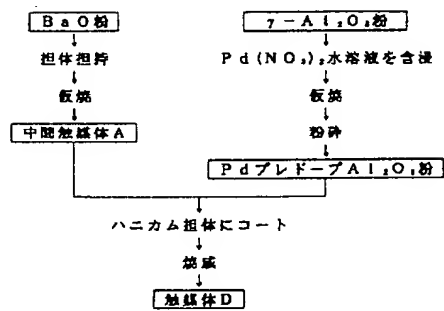 BaO粉
担体担持
仮焼
中間触媒体A
γ-Al₂O₃粉
Pd(NO₃)₂水溶液を含浸
仮焼
粉砕
PdプレドープAl₂O₃粉
ハニカム担体にコート
焼成
触媒体D